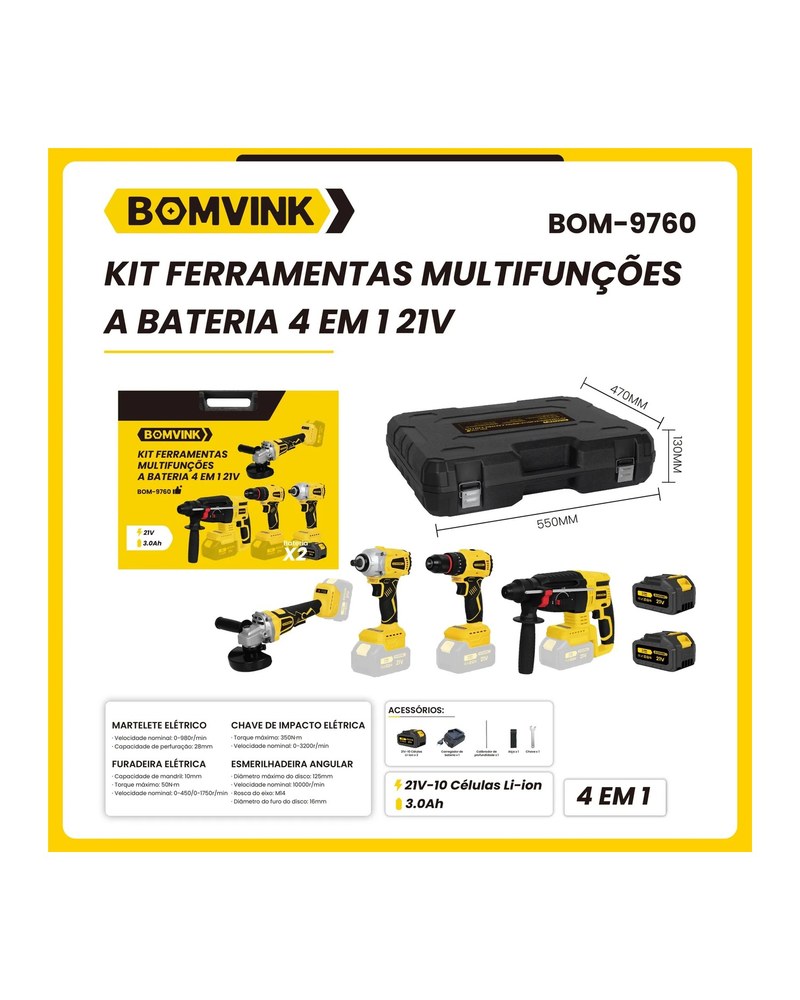 BOMVINK
BOM-9760
KIT FERRAMENTAS MULTIFUNÇÕES
A BATERIA 4 EM 1 21V
BOMVINK
KIT FERRAMENTAS
MULTIFUNÇÕES
A BATERIA 4 EM 1 21V
BOM-9760
21V
3.0Ah
Bateria
X2
470MM
130MM
550MM
21V
21V
MARTELETE ELÉTRICO
· Velocidade nominal: 0-980r/min
· Capacidade de perfuração: 28mm
FURADEIRA ELÉTRICA
· Capacidade de mandril: 10mm
· Torque máximo: 50N·m
· Velocidade nominal: 0-450/0-1750r/min
CHAVE DE IMPACTO ELÉTRICA
· Torque máximo: 350N·m
· Velocidade nominal: 0-3200r/min
ESMERILHADEIRA ANGULAR
· Diâmetro máximo do disco: 125mm
· Velocidade nominal: 10000r/min
· Rosca do eixo: M14
· Diâmetro do furo do disco: 16mm
ACESSÓRIOS:
21V-10 Células Li-ion
3.0Ah
4 EM 1